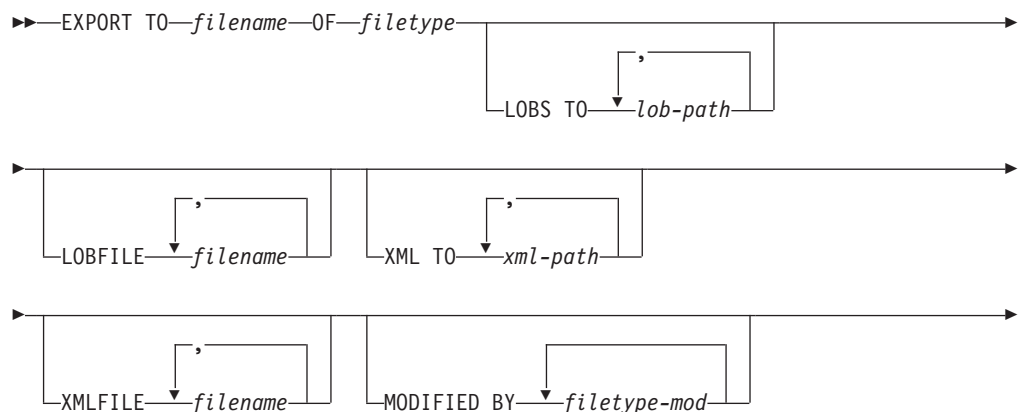 EXPORT TO filename OF filetype
,
LOBS TO lob-path
, ,
LOBFILE filename XML TO xml-path
,
XMLFILE filename MODIFIED BY filetype-mod